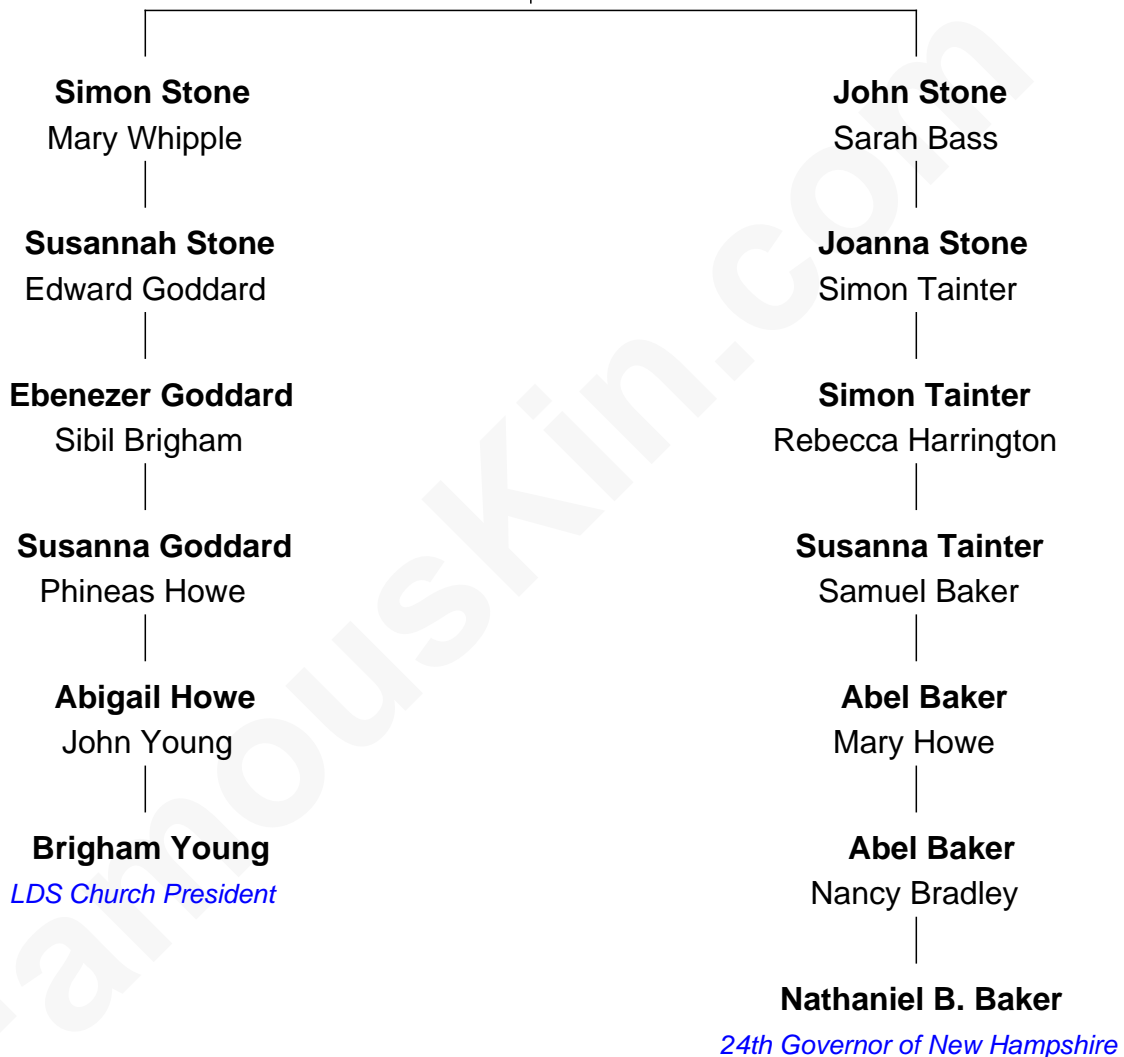 Simon Stone
Mary Whipple
Susannah Stone
Edward Goddard
Ebenezer Goddard
Sibil Brigham
Susanna Goddard
Phineas Howe
Abigail Howe
John Young
Brigham Young
LDS Church President
John Stone
Sarah Bass
Joanna Stone
Simon Tainter
Simon Tainter
Rebecca Harrington
Susanna Tainter
Samuel Baker
Abel Baker
Mary Howe
Abel Baker
Nancy Bradley
Nathaniel B. Baker
24th Governor of New Hampshire
FamousKin.com